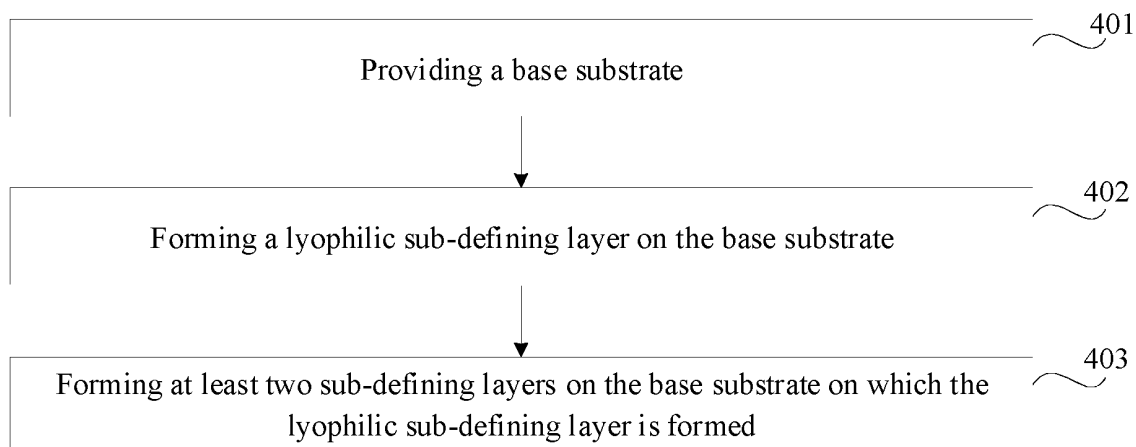 401
Providing a base substrate
402
Forming a lyophilic sub-defining layer on the base substrate
403
Forming at least two sub-defining layers on the base substrate on which the
lyophilic sub-defining layer is formed